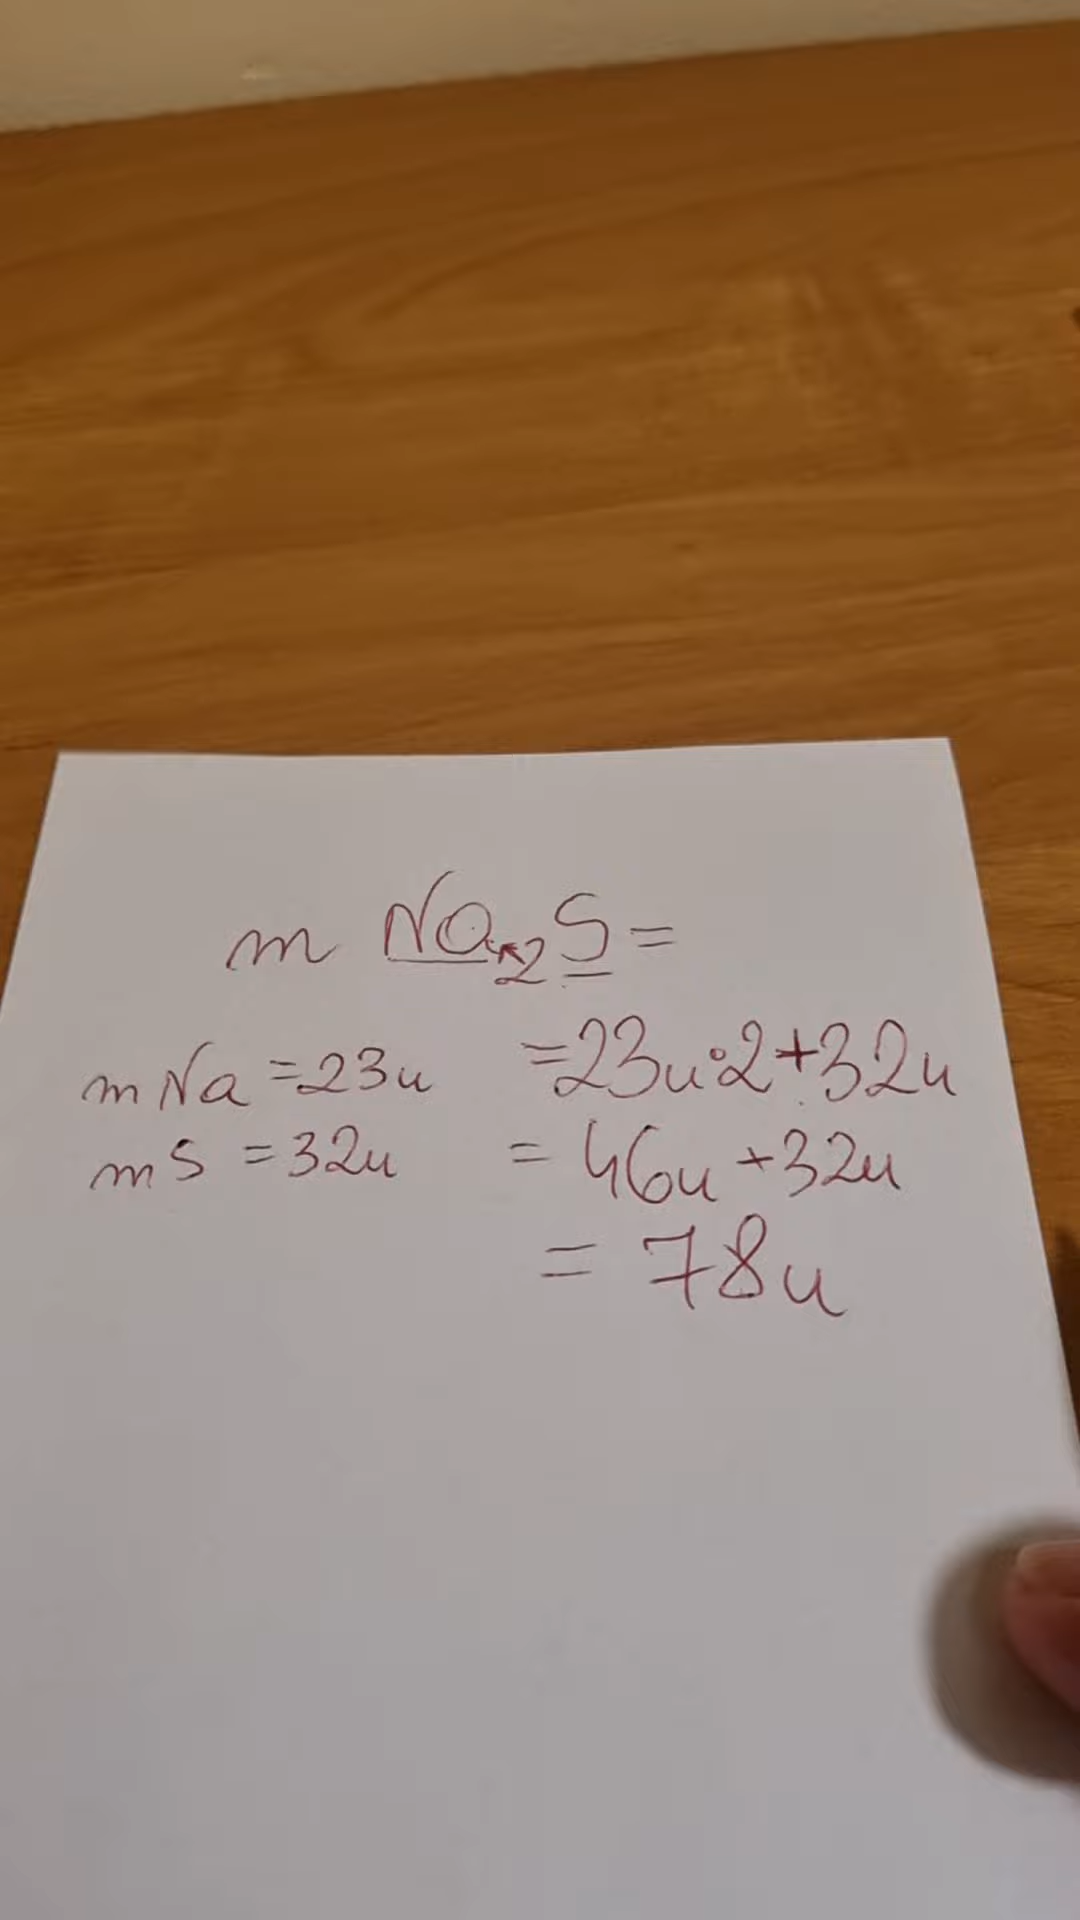 m Na₂S =
m Na = 23u = 23u·2+32u
m S = 32u = 46u + 32u
= 78u